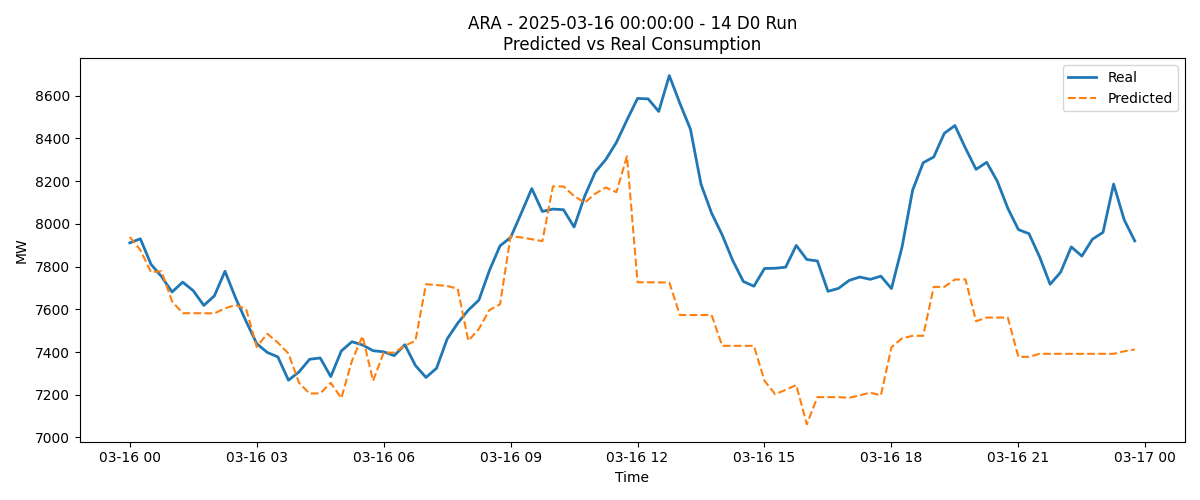 ARA - 2025-03-16 00:00:00 - 14 D0 Run
Predicted vs Real Consumption
Real
Predicted
MW
8600
8400
8200
8000
7800
7600
7400
7200
7000
03-16 00 03-16 03 03-16 06 03-16 09 03-16 12 03-16 15 03-16 18 03-16 21 03-17 00
Time